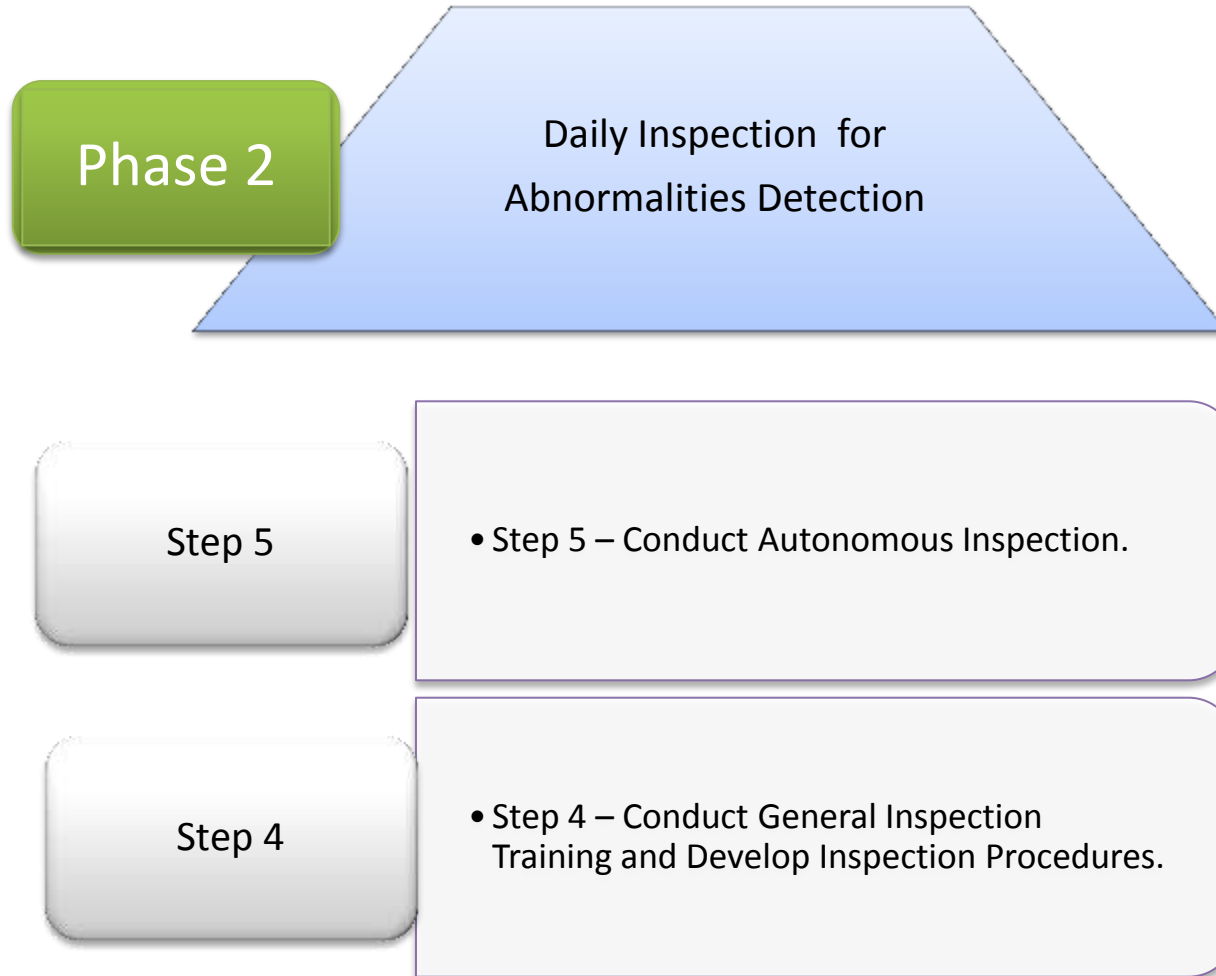 Phase 2
Daily Inspection for
Abnormalities Detection
Step 5
• Step 5 – Conduct Autonomous Inspection.
Step 4
• Step 4 – Conduct General Inspection
Training and Develop Inspection Procedures.